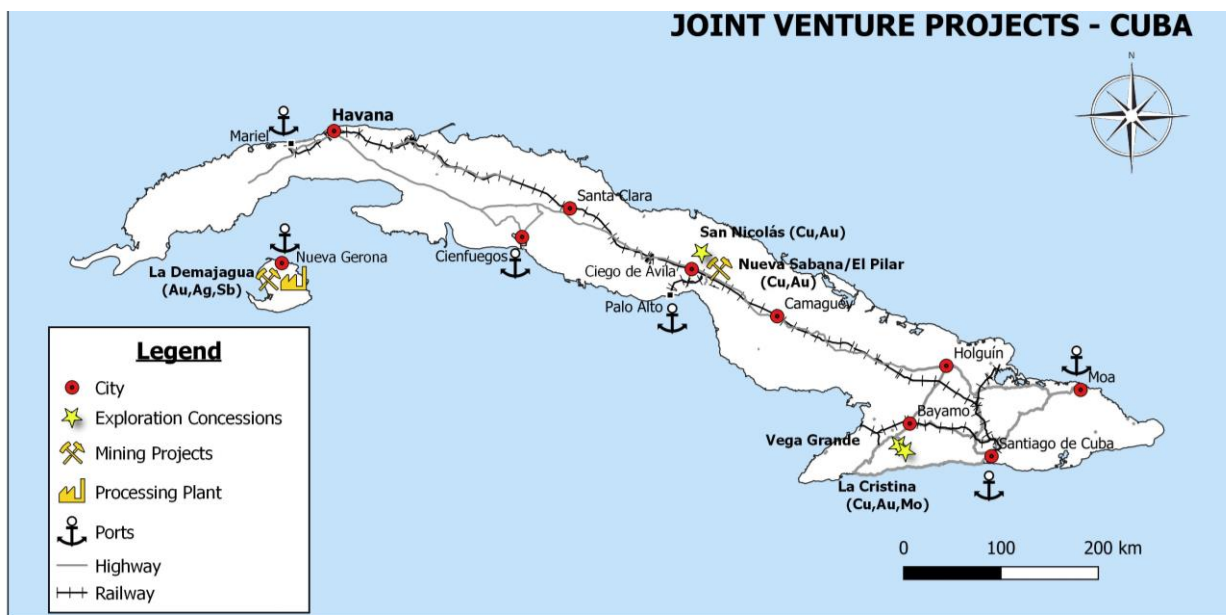 JOINT VENTURE PROJECTS - CUBA
N
Havana
Mariel
Santa Clara
San Nicolás (Cu,Au)
Nueva Gerona
Cienfuegos
La Demajagua
(Au,Ag,Sb)
Ciego de Ávila
Nueva Sabana/El Pilar
(Cu,Au)
Palo Alto
Camaguey
Holguín
Moa
Bayamo
Vega Grande
Santiago de Cuba
La Cristina
(Cu,Au,Mo)
Legend
City
Exploration Concessions
Mining Projects
Processing Plant
Ports
Highway
Railway
0 100 200 km